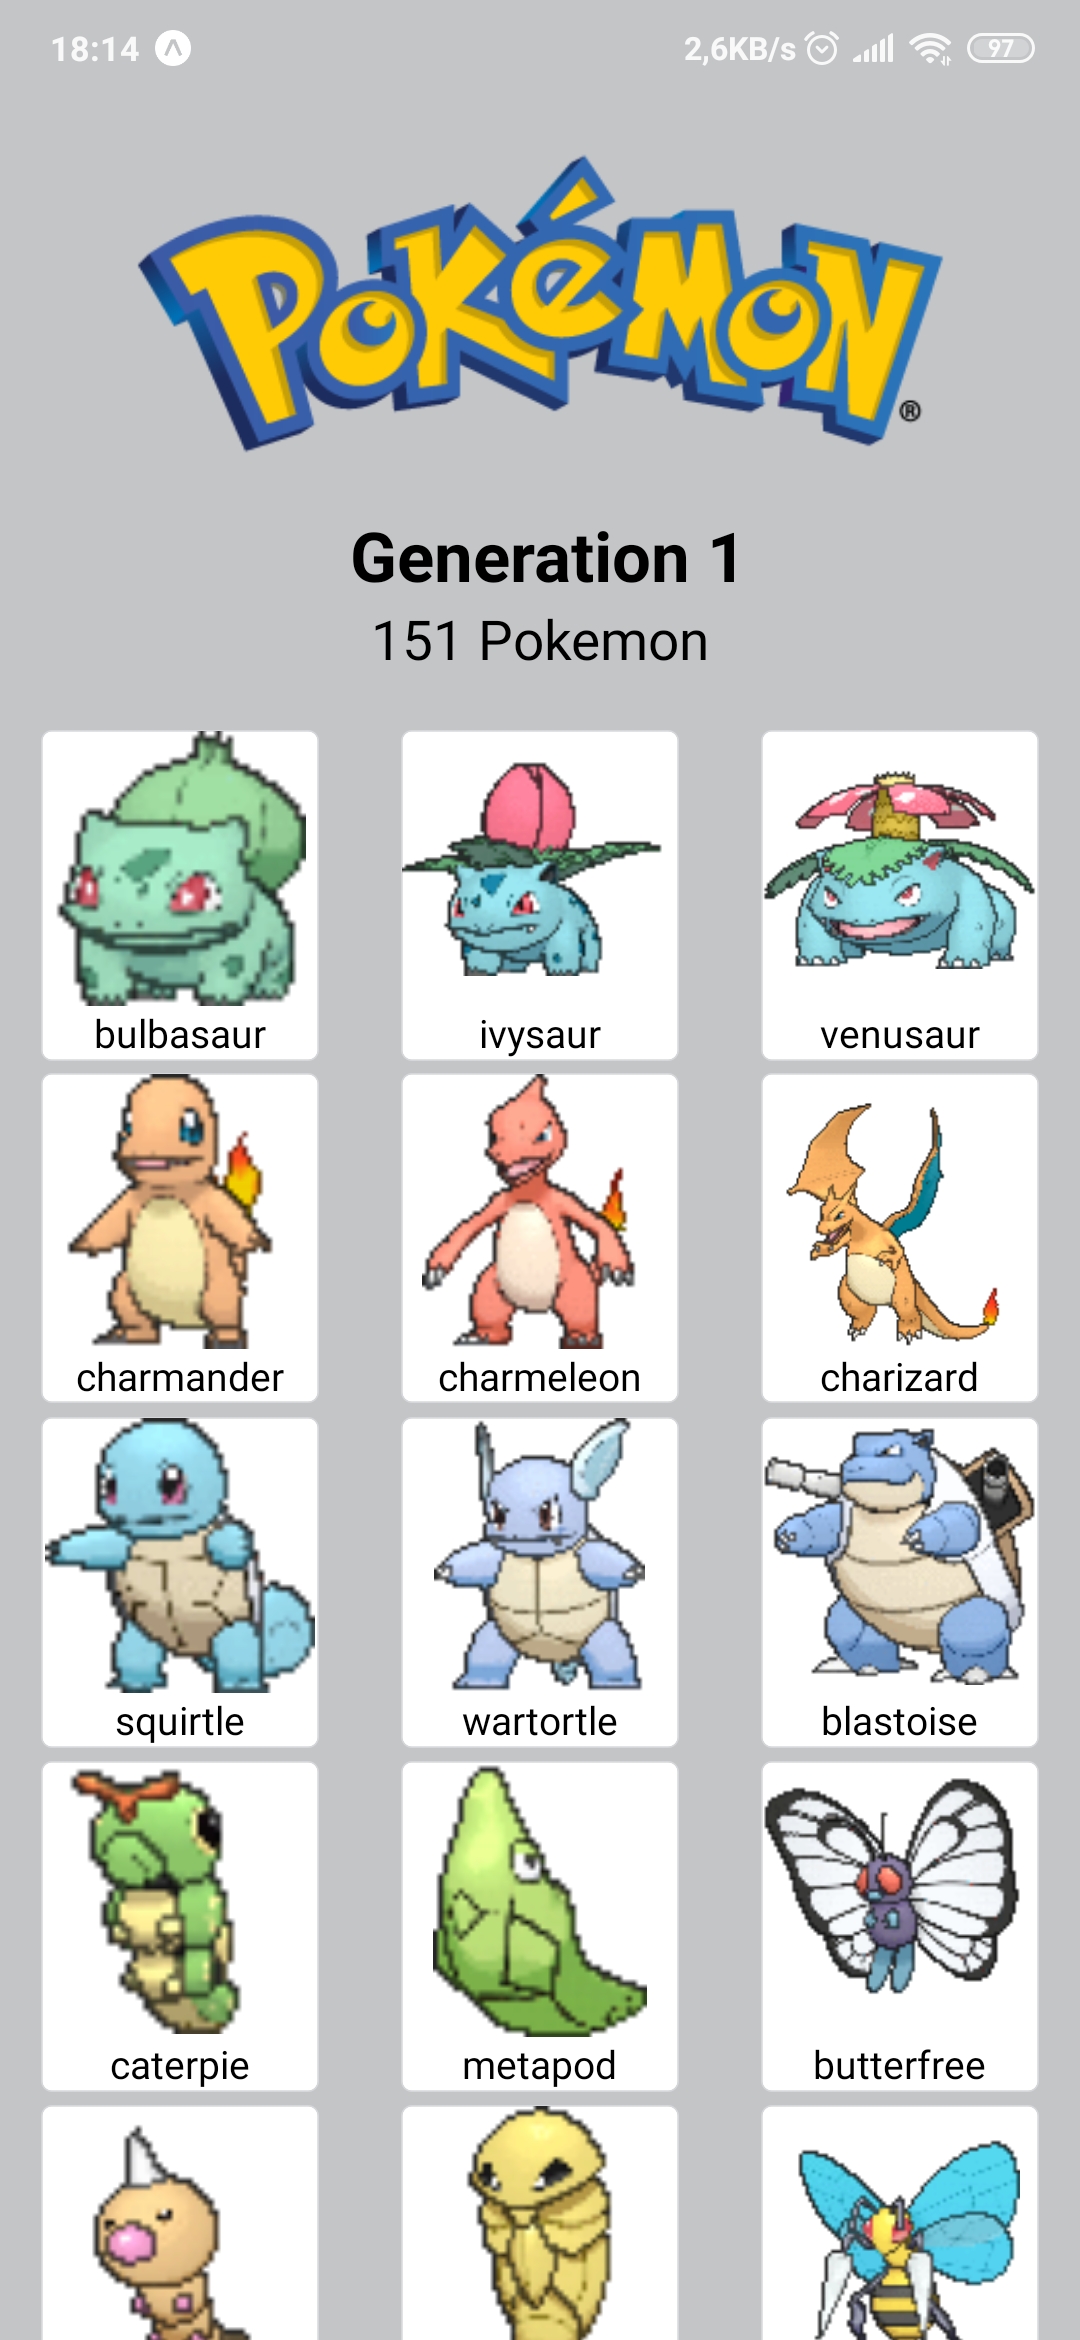 18:14 2,6KB/s 97
POKéMON ®
Generation 1
151 Pokemon
bulbasaur ivysaur venusaur
charmander charmeleon charizard
squirtle wartortle blastoise
caterpie metapod butterfree